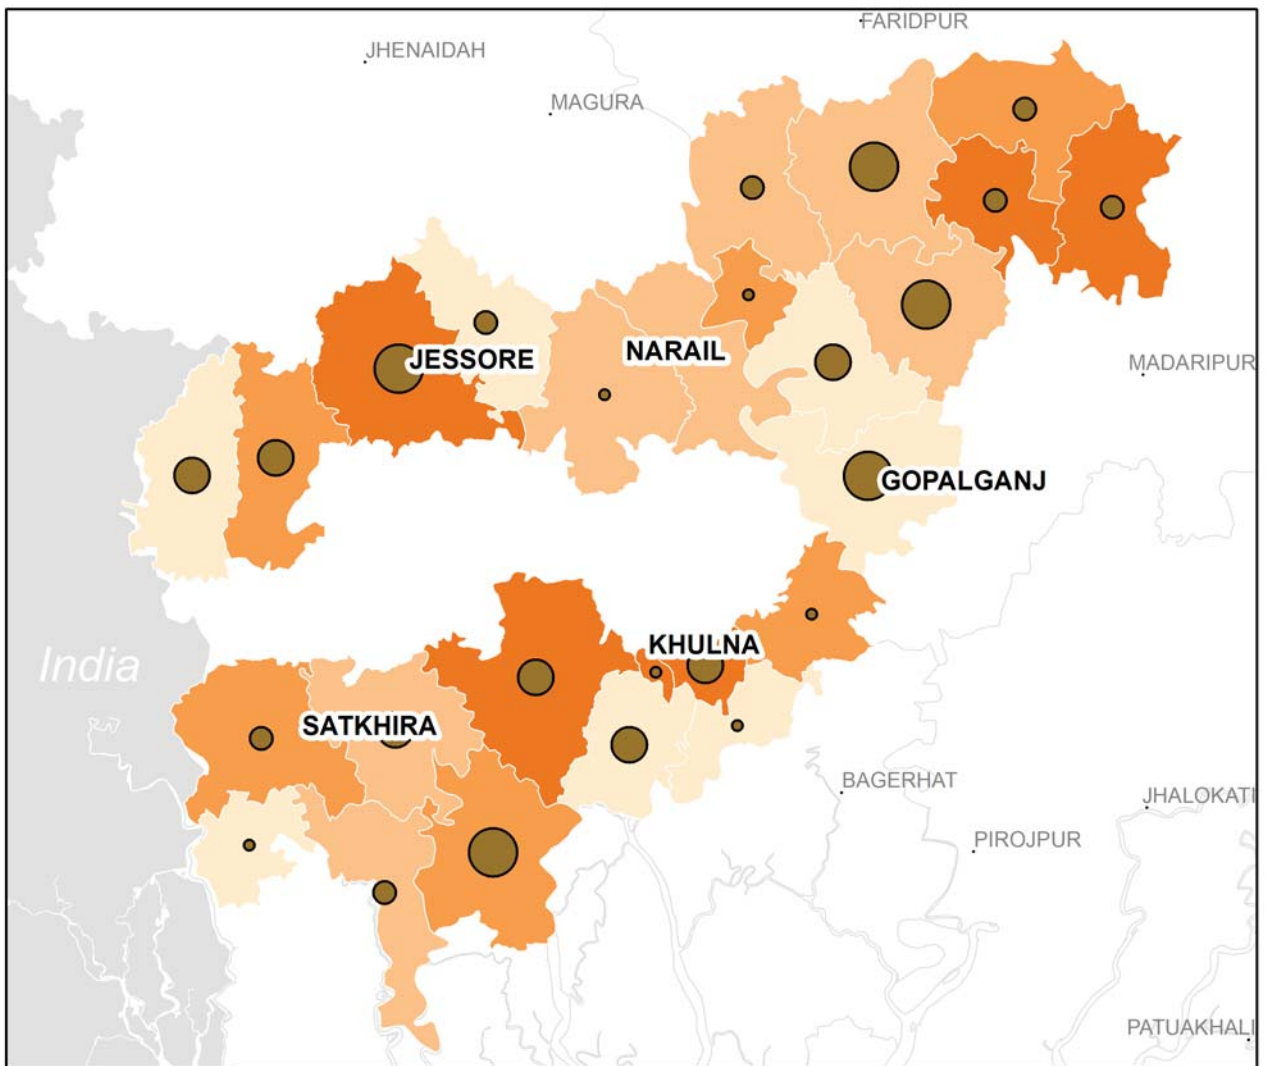 FARIDPUR
JHENAIDAH
MAGURA
JESSORE
NARAIL
MADARIPUR
GOPALGANJ
KHULNA
India
SATKHIRA
BAGERHAT
JHALOKATI
PIROJPUR
PATUAKHALI